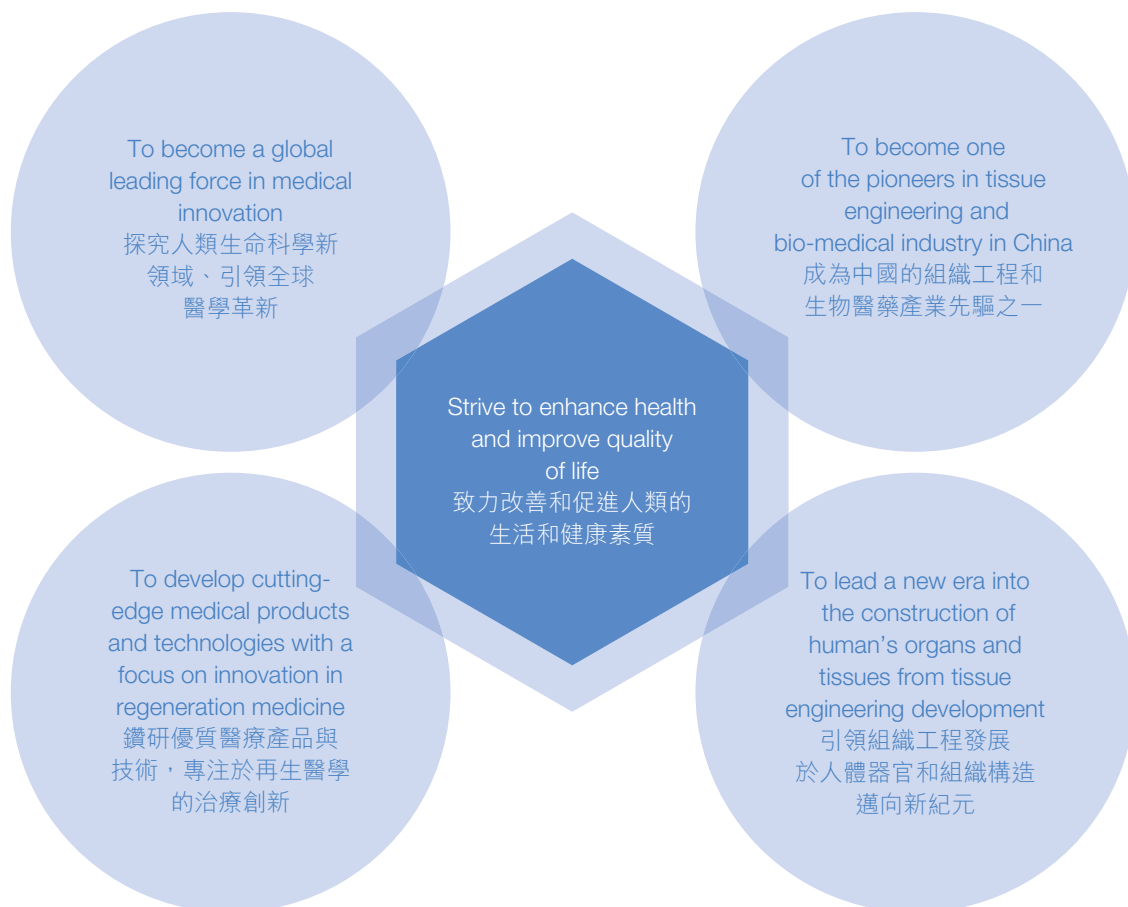 To become a global
leading force in medical
innovation
探究人類生命科學新
領域、引領全球
醫學革新
To become one
of the pioneers in tissue
engineering and
bio-medical industry in China
成為中國的組織工程和
生物醫藥產業先驅之一
Strive to enhance health
and improve quality
of life
致力改善和促進人類的
生活和健康素質
To develop cutting-
edge medical products
and technologies with a
focus on innovation in
regeneration medicine
鑽研優質醫療產品與
技術，專注於再生醫學
的治療創新
To lead a new era into
the construction of
human’s organs and
tissues from tissue
engineering development
引領組織工程發展
於人體器官和組織構造
邁向新紀元